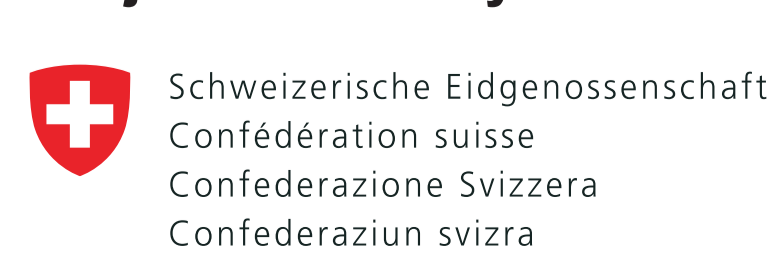 Schweizerische Eidgenossenschaft
Confédération suisse
Confederazione Svizzera
Confederaziun svizra